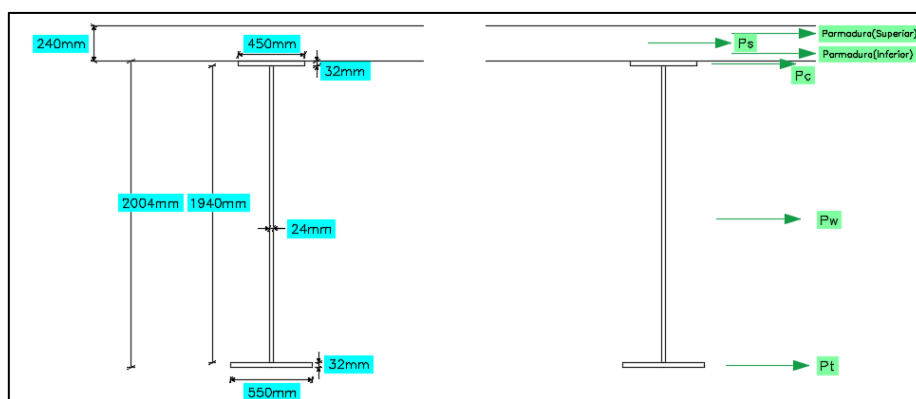 240mm
450mm
32mm
2004mm
1940mm
24mm
32mm
550mm
Ps
Parmadura(Superior)
Parmadura(Inferior)
Pc
Pw
Pt